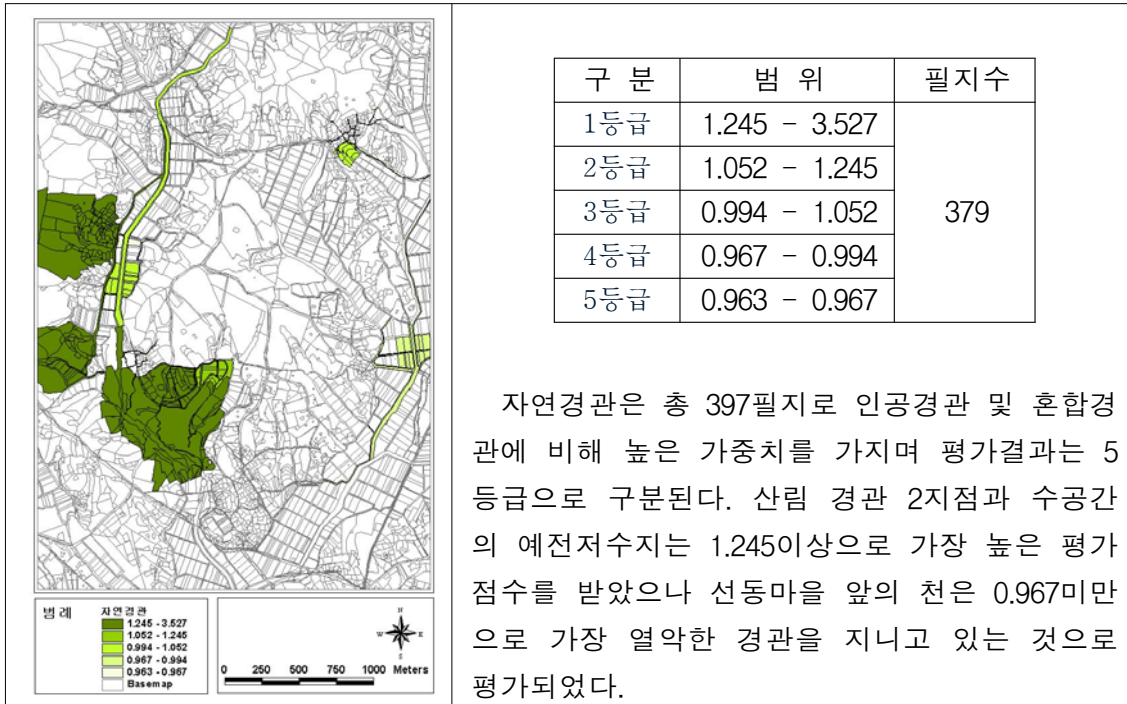 구 분 범 위 필지수
1등급 1.245 - 3.527
2등급 1.052 - 1.245
3등급 0.994 - 1.052 379
4등급 0.967 - 0.994
5등급 0.963 - 0.967
자연경관은 총 397필지로 인공경관 및 혼합경
관에 비해 높은 가중치를 가지며 평가결과는 5
등급으로 구분된다. 산림 경관 2지점과 수공간
의 예전저수지는 1.245이상으로 가장 높은 평가
점수를 받았으나 선동마을 앞의 천은 0.967미만
으로 가장 열악한 경관을 지니고 있는 것으로
평가되었다.
범례 자연경관
1.245 - 3.527
1.052 - 1.245
0.994 - 1.052
0.967 - 0.994
0.963 - 0.967
Basemap
N
W E
S
0 250 500 750 1000 Meters